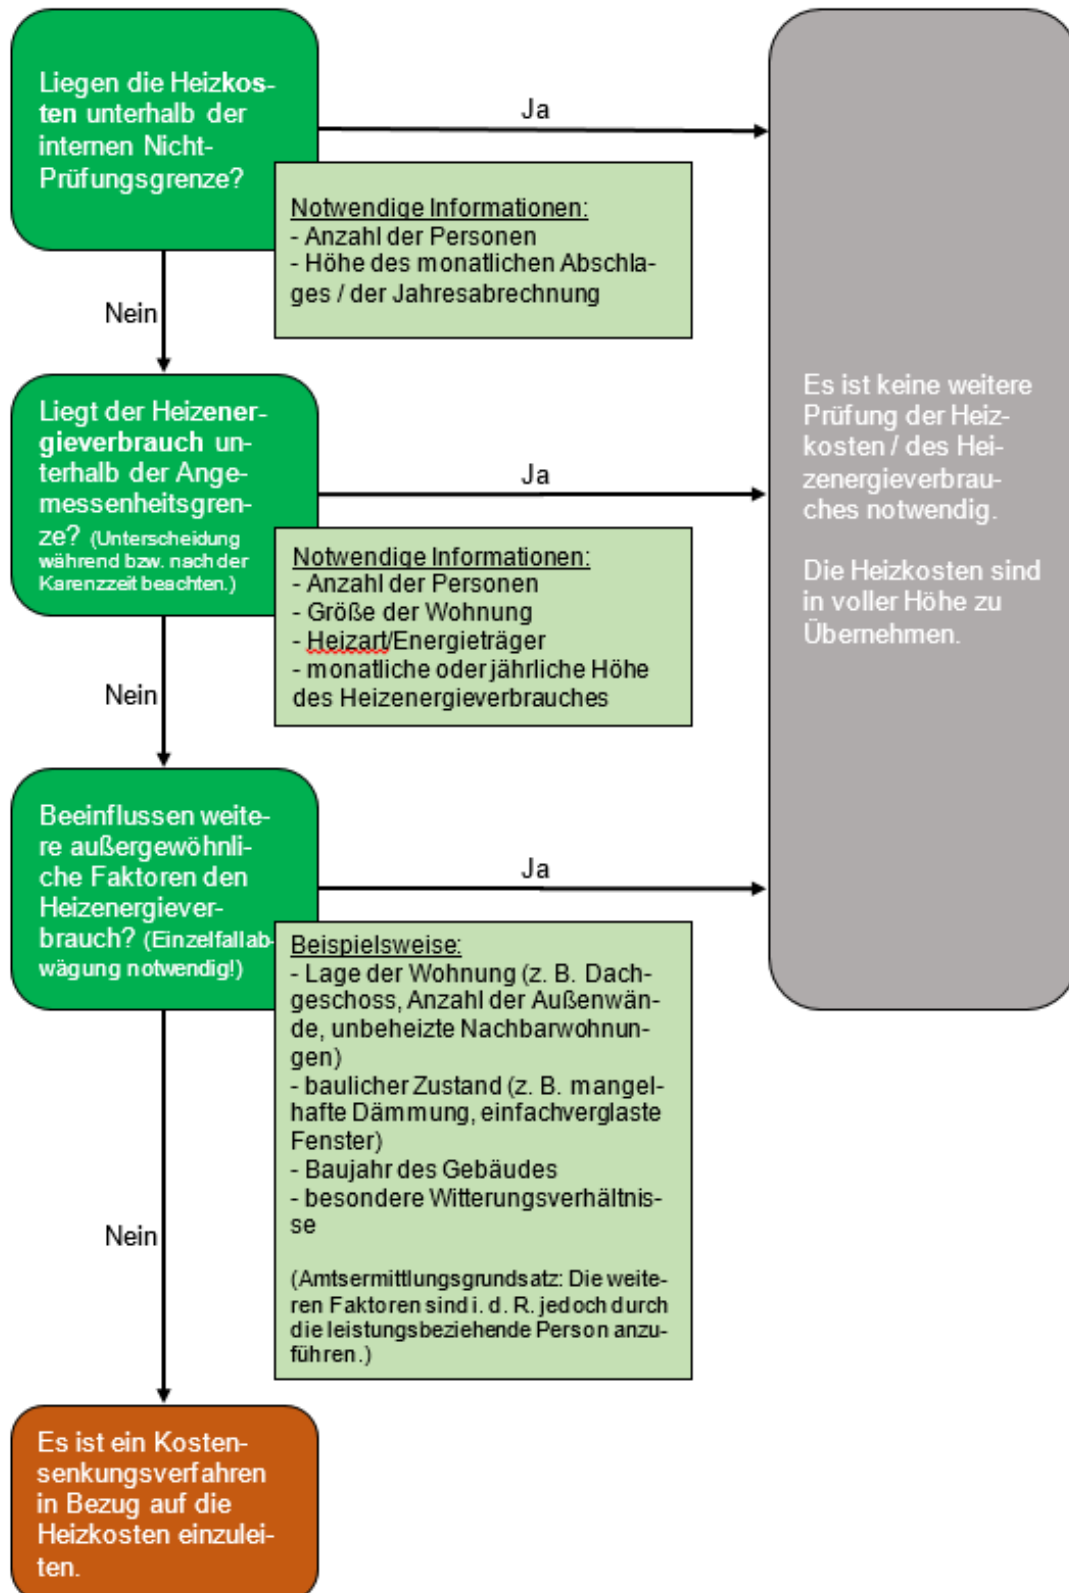 Liegen die Heizkos-
ten unterhalb der
internen Nicht-
Prüfungsgrenze?
Ja
Notwendige Informationen:
- Anzahl der Personen
- Höhe des monatlichen Abschla-
ges / der Jahresabrechnung
Nein
Liegt der Heizener-
gieverbrauch un-
terhalb der Ange-
messenheitsgren-
ze? (Unterscheidung
während bzw. nach der
Karenzzeit beachten.)
Ja
Notwendige Informationen:
- Anzahl der Personen
- Größe der Wohnung
- Heizart/Energieträger
- monatliche oder jährliche Höhe
des Heizenergieverbrauches
Nein
Es ist keine weitere
Prüfung der Heiz-
kosten / des Hei-
zenergieverbrau-
ches notwendig.
Die Heizkosten sind
in voller Höhe zu
Übernehmen.
Beeinflussen weite-
re außergewöhnli-
che Faktoren den
Heizenergiever-
brauch? (Einzelfallab-
wägung notwendig!)
Ja
Beispielsweise:
- Lage der Wohnung (z. B. Dach-
geschoss, Anzahl der Außenwän-
de, unbeheizte Nachbarwohnun-
gen)
- baulicher Zustand (z. B. mangel-
hafte Dämmung, einfachverglaste
Fenster)
- Baujahr des Gebäudes
- besondere Witterungsverhältnis-
se
(Amtsermittlungsgrundsatz: Die weite-
ren Faktoren sind i. d. R. jedoch durch
die leistungsbeziehende Person anzu-
führen.)
Nein
Es ist ein Kosten-
senkungsverfahren
in Bezug auf die
Heizkosten einzulei-
ten.